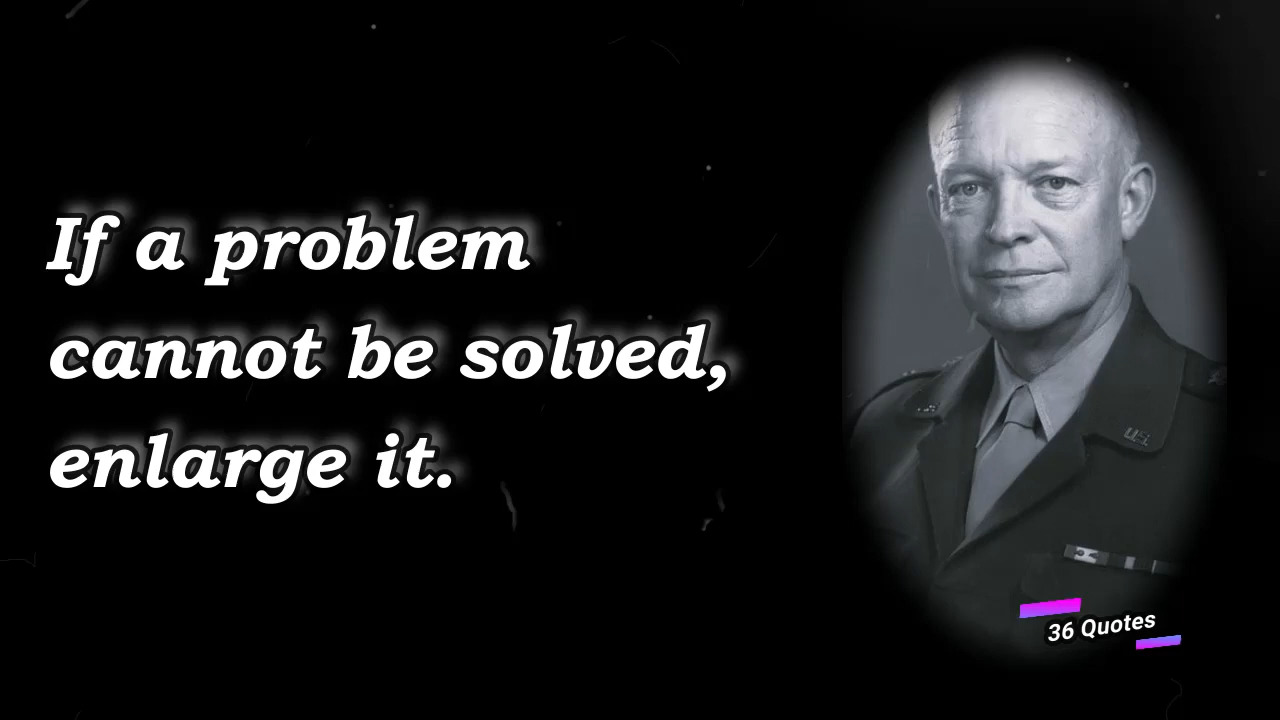 If a problem
cannot be solved,
enlarge it.
U.S.
36 Quotes